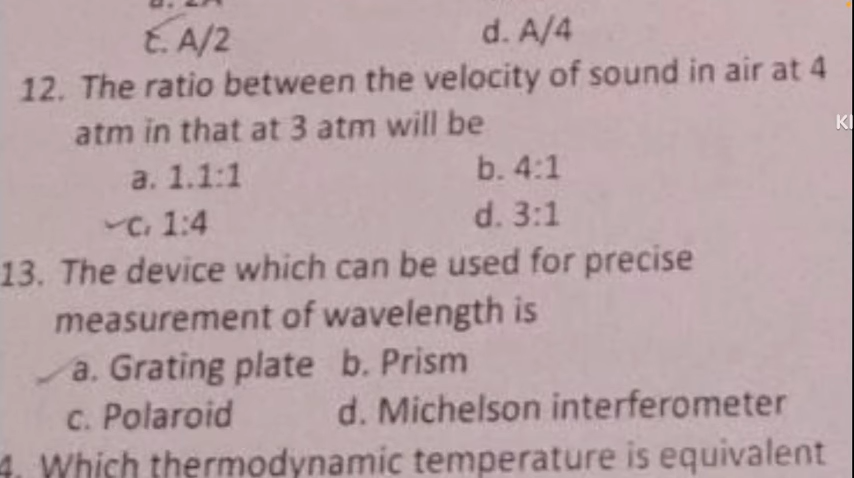 c. A/2 d. A/4
12. The ratio between the velocity of sound in air at 4
atm in that at 3 atm will be
a. 1.1:1 b. 4:1
c. 1:4 d. 3:1
13. The device which can be used for precise
measurement of wavelength is
a. Grating plate b. Prism
c. Polaroid d. Michelson interferometer
4. Which thermodynamic temperature is equivalent